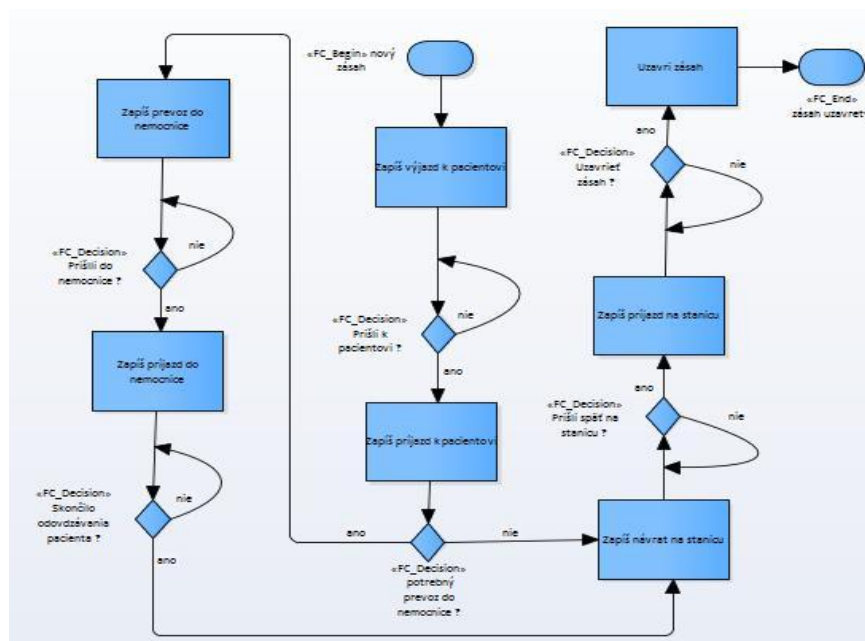 «FC_Begin» nový
zásah
Zapíš výjazd k pacientovi
nie
«FC_Decision»
Prišli k
pacientovi ?
ano
Zapíš príjazd k pacientovi
ano
nie
«FC_Decision»
potrebný
prevoz do
nemocnice ?
Zapíš prevoz do
nemocnice
nie
«FC_Decision»
Prišlli do
nemocnice ?
ano
Zapíš príjazd do
nemocnice
nie
«FC_Decision»
Skončilo
odovdzávania
pacienta ?
ano
Zapíš návrat na stanicu
nie
«FC_Decision»
Prišli späť na
stanicu ?
ano
Zapíš príjazd na stanicu
nie
«FC_Decision»
Uzavrieť
zásah ?
ano
Uzavri zásah
«FC_End»
zásah uzavretý